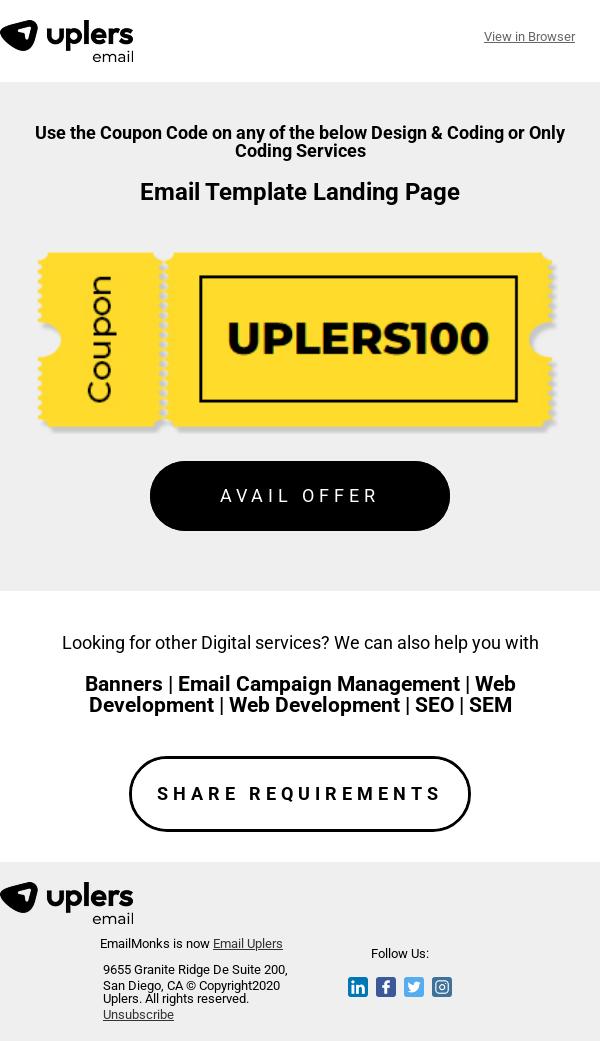 uplers
email
View in Browser
Use the Coupon Code on any of the below Design & Coding or Only
Coding Services
Email Template Landing Page
Coupon
UPLERS100
AVAIL OFFER
Looking for other Digital services? We can also help you with
Banners | Email Campaign Management | Web
Development | Web Development | SEO | SEM
SHARE REQUIREMENTS
uplers
email
EmailMonks is now Email Uplers
9655 Granite Ridge De Suite 200,
San Diego, CA © Copyright2020
Uplers. All rights reserved.
Unsubscribe
Follow Us: